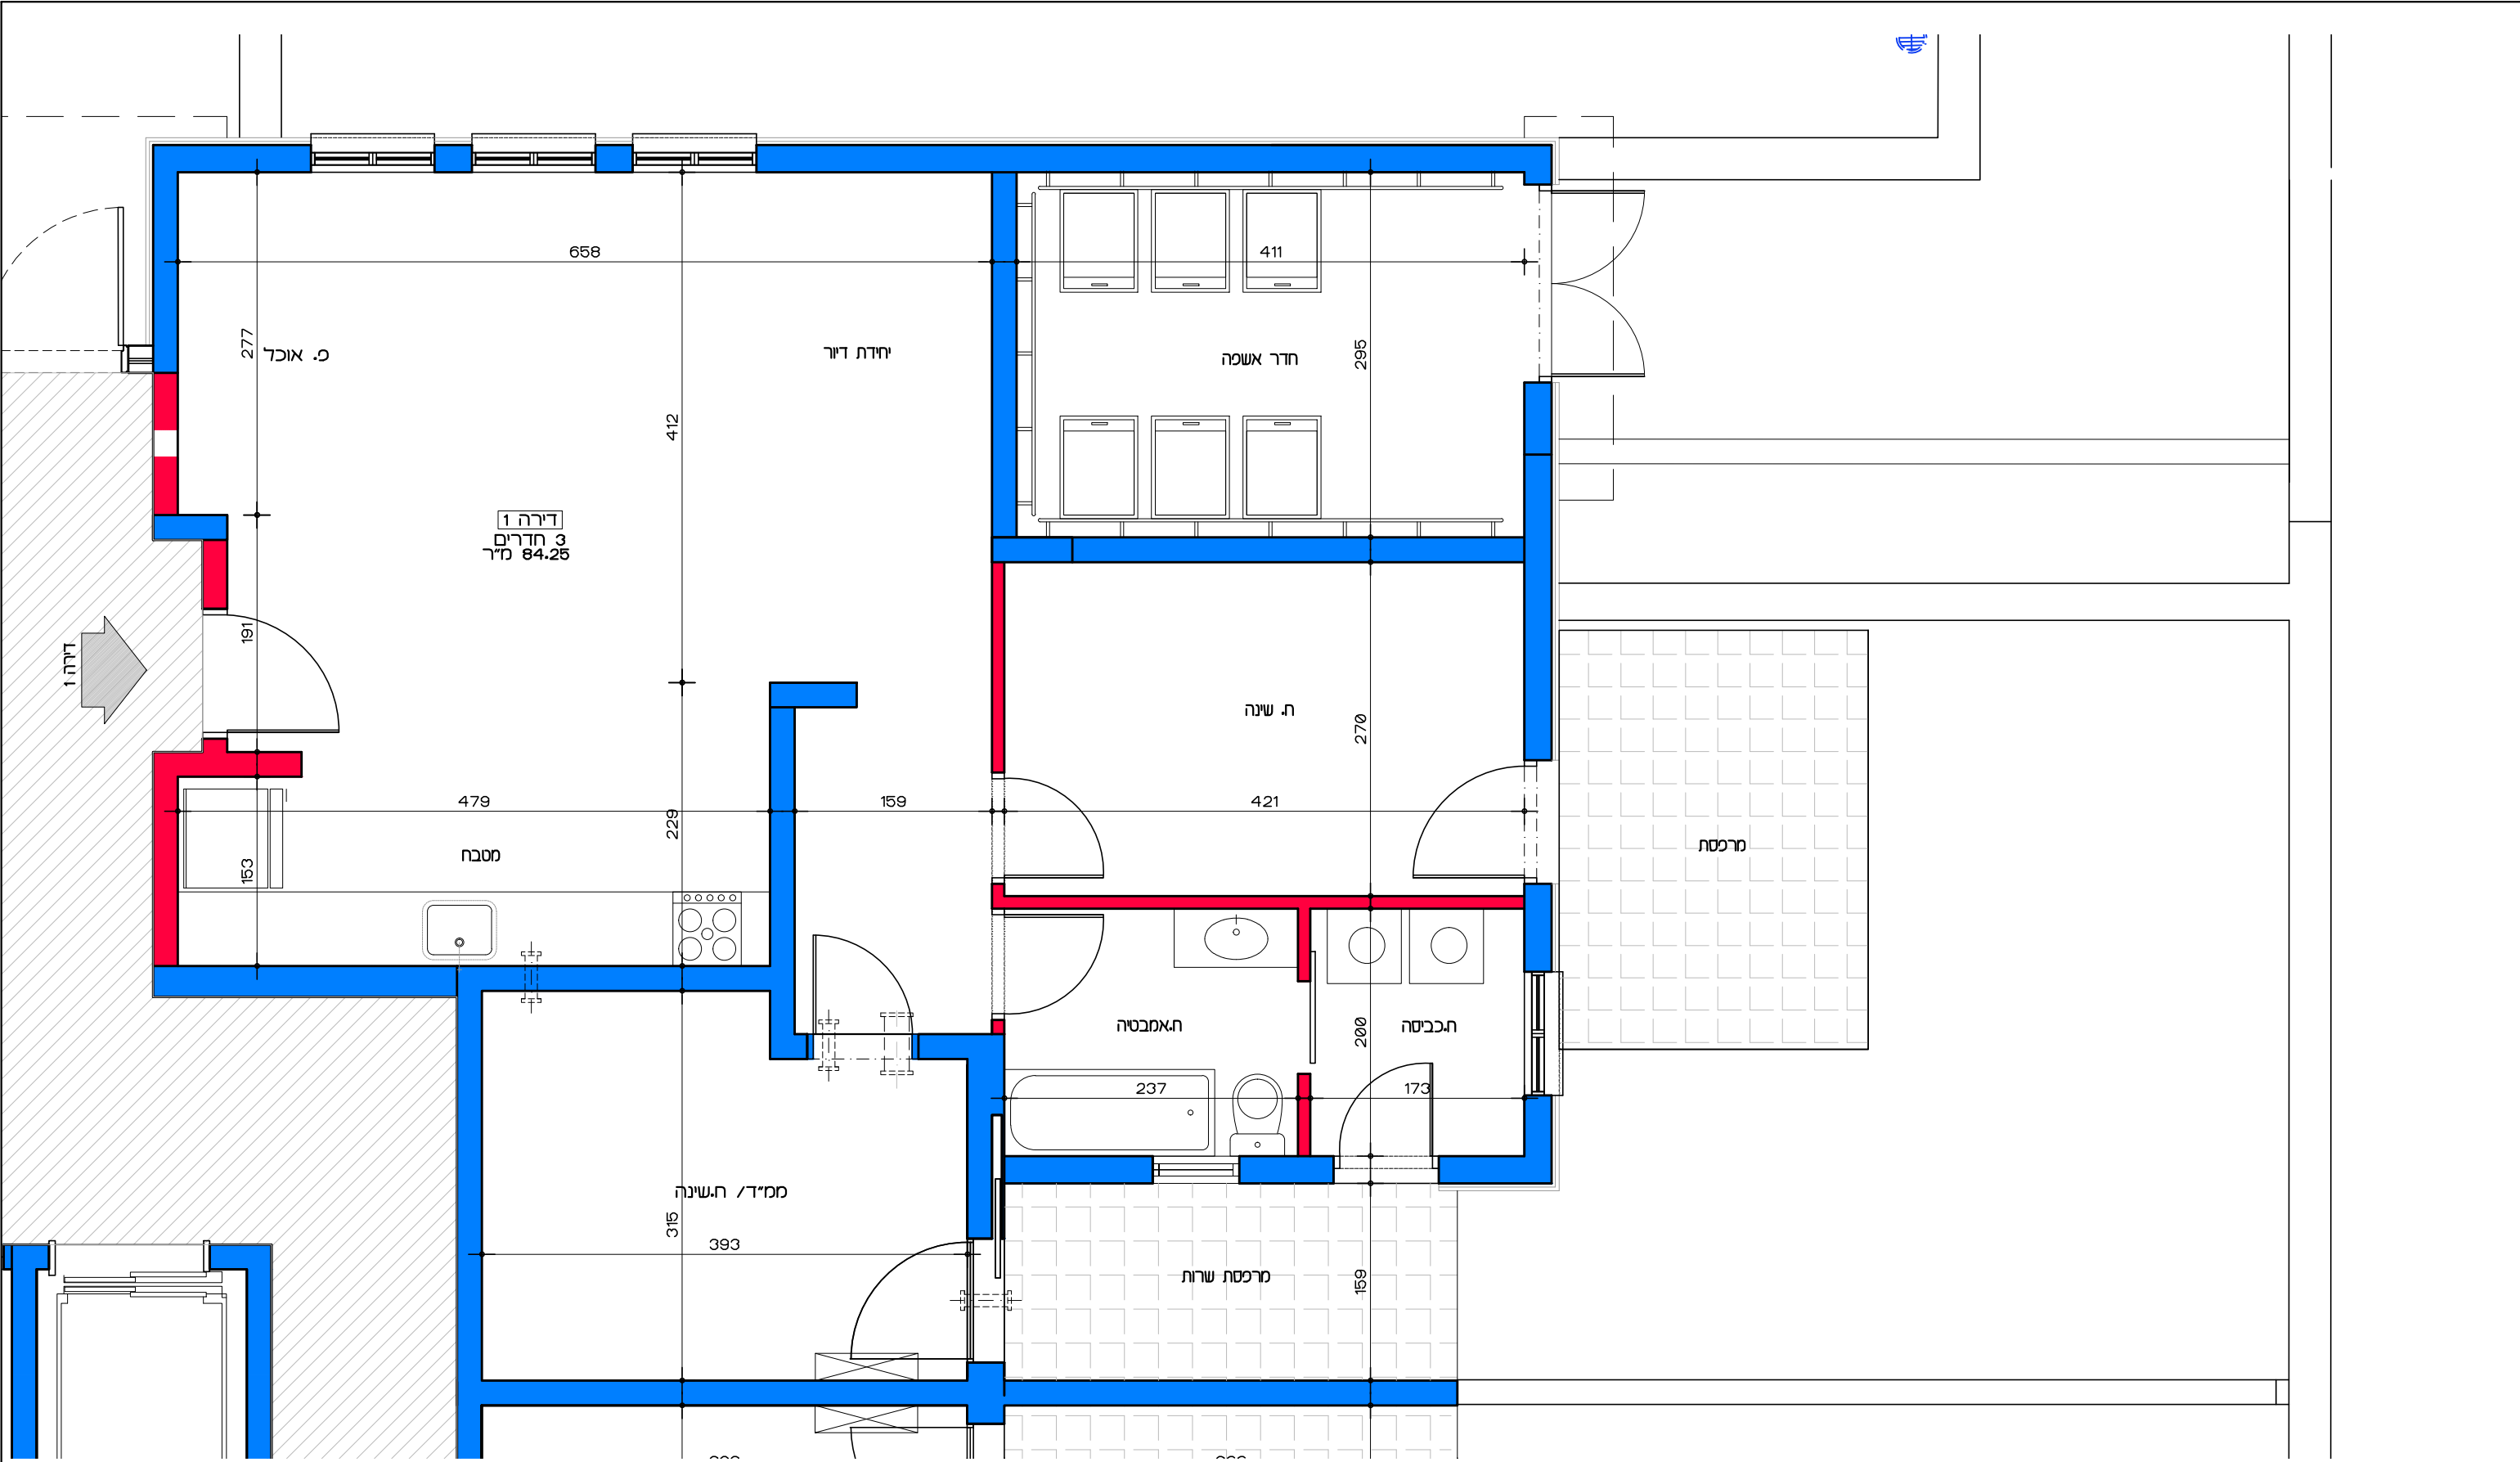 658
411
277
פ. אוכל
יחידת דיור
חדר אשפה
295
412
דירה 1
3 חדרים
84.25 מ"ר
191
דירה 1
ח. שינה
270
479
159
421
229
מטבח
153
מרפסת
ח.אמבטיה
ח.כביסה
200
237
173
ממ"ד/ ח.שינה
315
393
מרפסת שרות
159